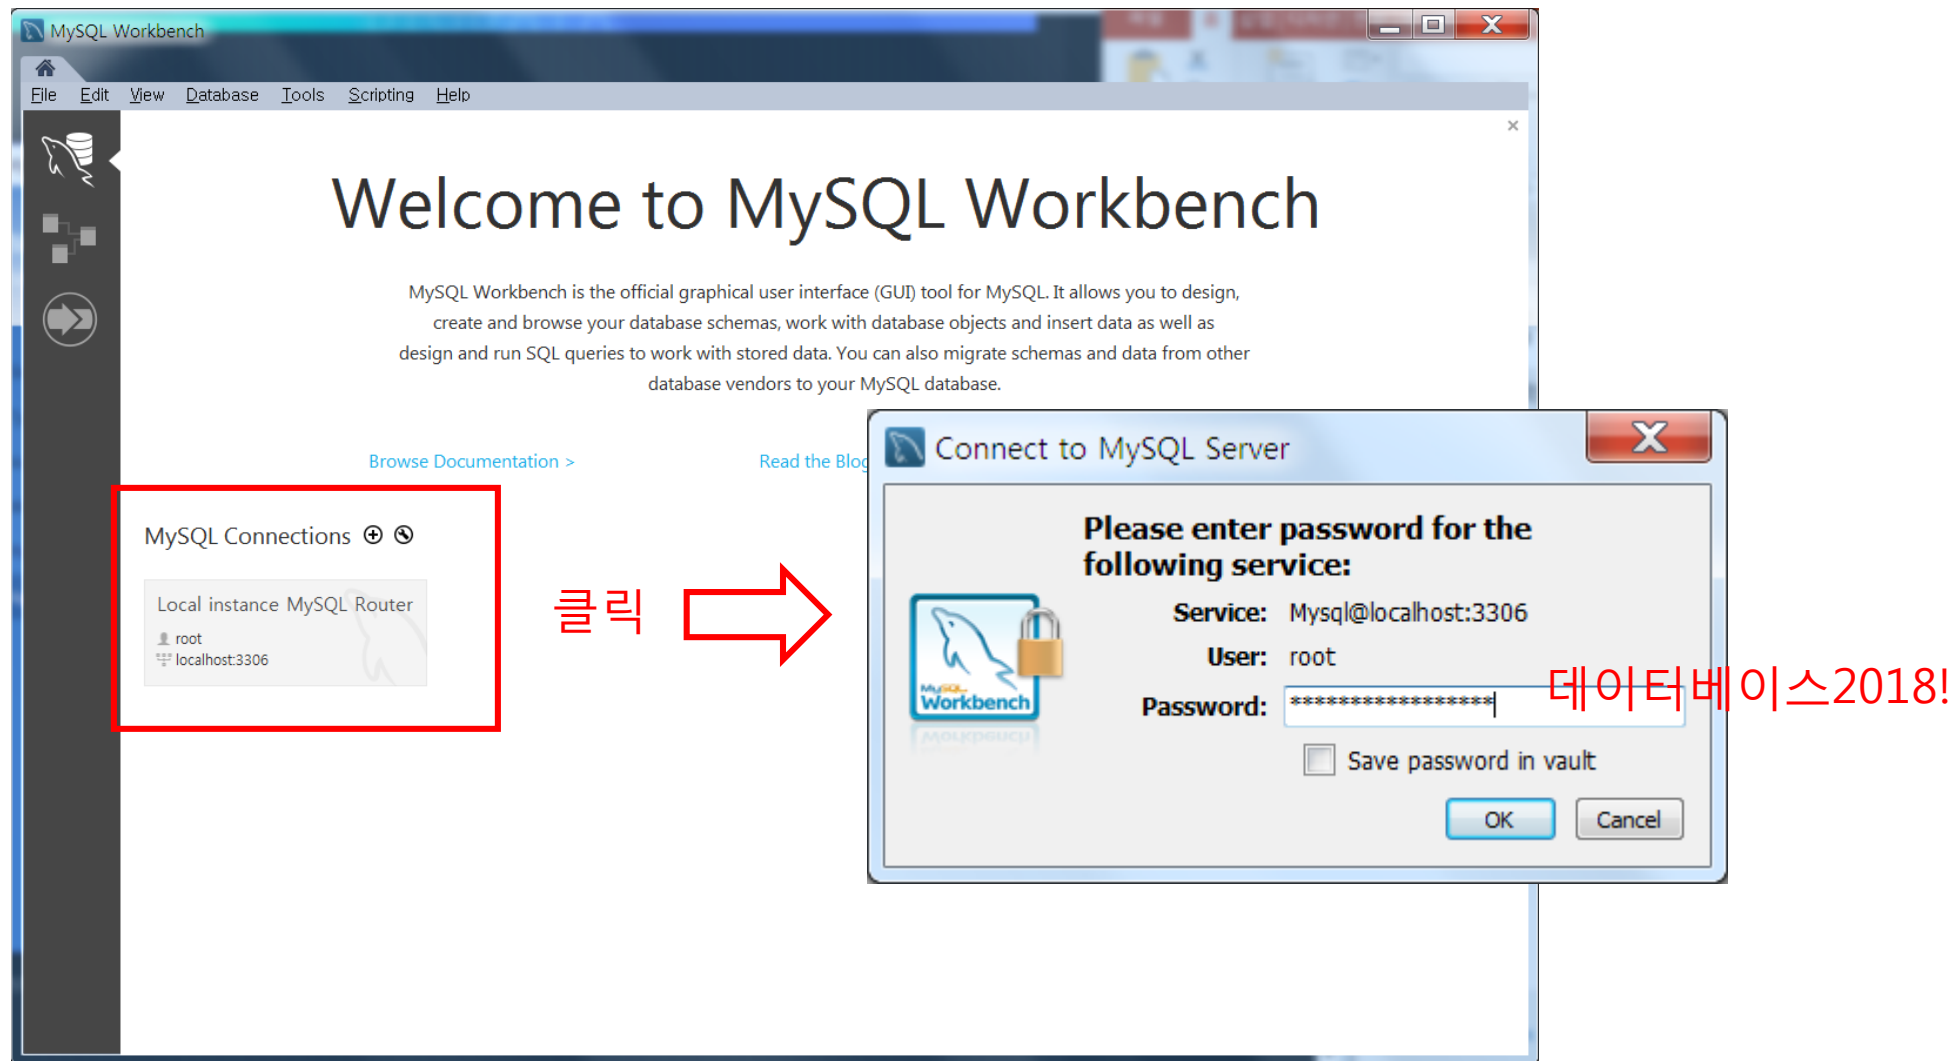 MySQL Workbench
File Edit View Database Tools Scripting Help
Welcome to MySQL Workbench
MySQL Workbench is the official graphical user interface (GUI) tool for MySQL. It allows you to design,
create and browse your database schemas, work with database objects and insert data as well as
design and run SQL queries to work with stored data. You can also migrate schemas and data from other
database vendors to your MySQL database.
Browse Documentation > Read the Blog
MySQL Connections
Local instance MySQL Router
root
localhost:3306
클릭
Connect to MySQL Server
Please enter password for the
following service:
Service: Mysql@localhost:3306
User: root
Password: *****************
데이터베이스2018!
MySQL
Workbench
Save password in vault
OK Cancel